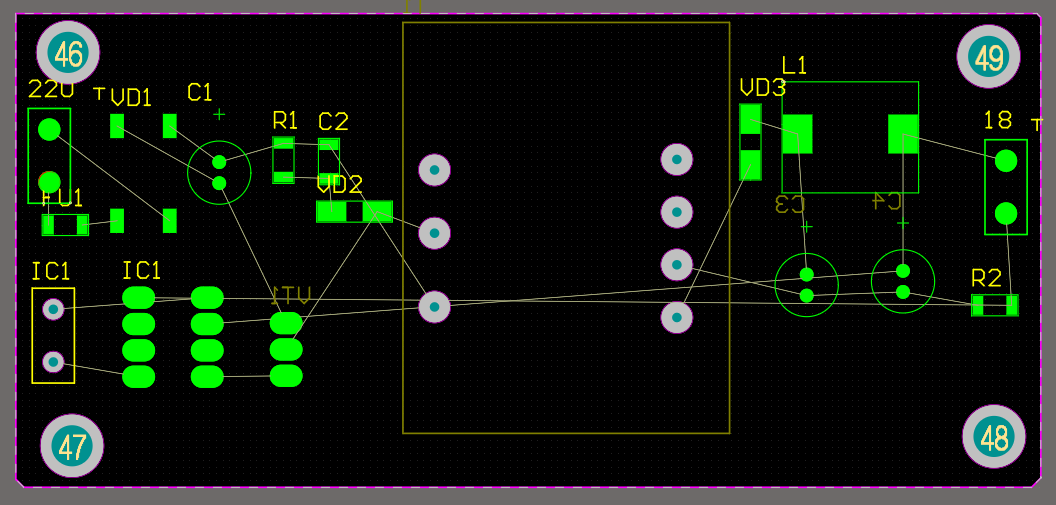 46
49
L1
VD3
220
T
VD1
C1
R1
C2
18
T
VD2
FU1
C3
C4
IC1
IC1
VT1
R2
47
48